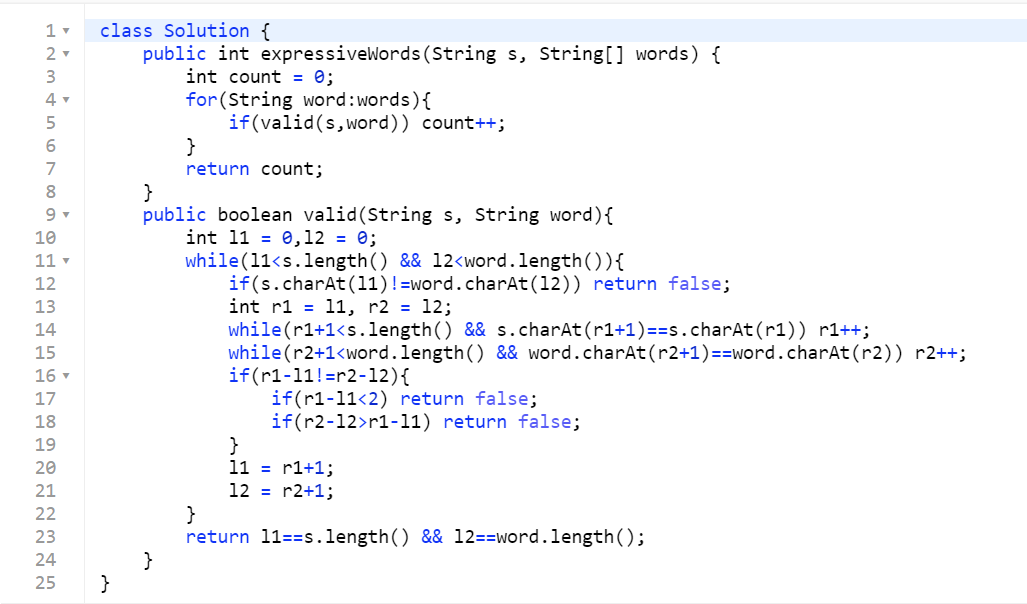 1 class Solution {
2     public int expressiveWords(String s, String[] words) {
3         int count = 0;
4         for(String word:words){
5             if(valid(s,word)) count++;
6         }
7         return count;
8     }
9     public boolean valid(String s, String word){
10         int l1 = 0,l2 = 0;
11         while(l1<s.length() && l2<word.length()){
12             if(s.charAt(l1)!=word.charAt(l2)) return false;
13             int r1 = l1, r2 = l2;
14             while(r1+1<s.length() && s.charAt(r1+1)==s.charAt(r1)) r1++;
15             while(r2+1<word.length() && word.charAt(r2+1)==word.charAt(r2)) r2++;
16             if(r1-l1!=r2-l2){
17                 if(r1-l1<2) return false;
18                 if(r2-l2>r1-l1) return false;
19             }
20             l1 = r1+1;
21             l2 = r2+1;
22         }
23         return l1==s.length() && l2==word.length();
24     }
25 }